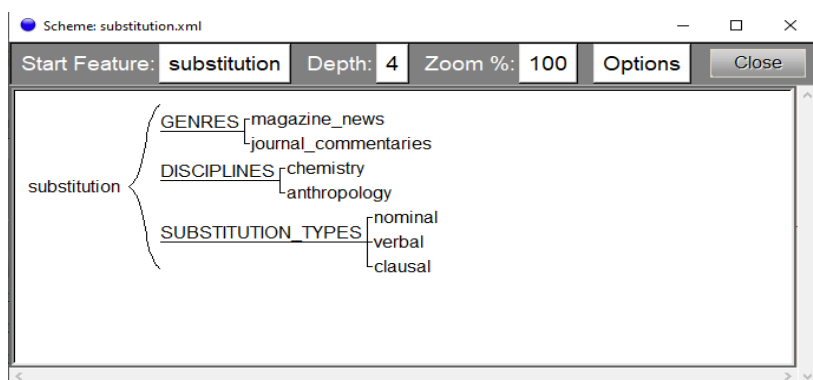 Scheme: substitution.xml
Start Feature: substitution Depth: 4 Zoom %: 100 Options Close
GENRES magazine_news
journal_commentaries
DISCIPLINES chemistry
substitution
anthropology
nominal
SUBSTITUTION_TYPES verbal
clausal